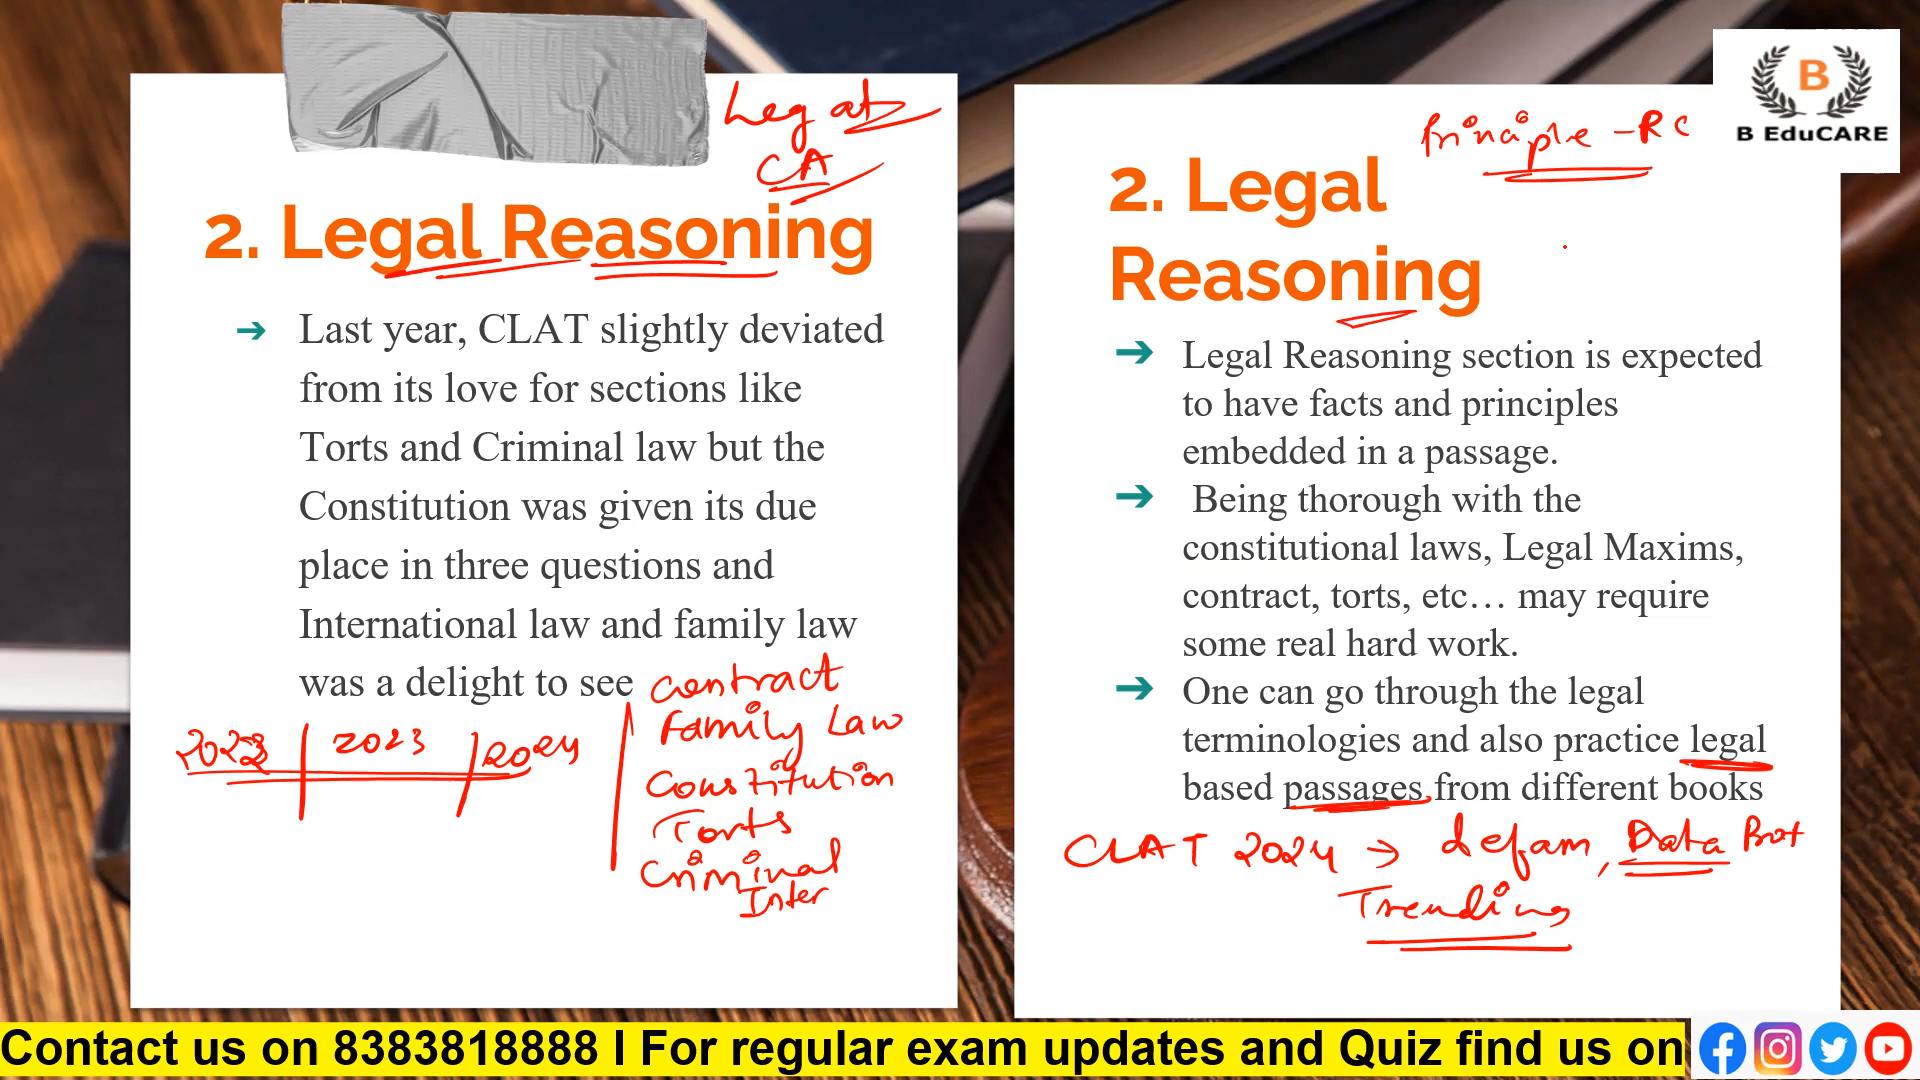 Legal
CA
2. Legal Reasoning
➔ Last year, CLAT slightly deviated
from its love for sections like
Torts and Criminal law but the
Constitution was given its due
place in three questions and
International law and family law
was a delight to see
Contract
Family Law
Constitution
Torts
Criminal
Inter
2023 2024
Principle - RC
B
B EduCARE
2. Legal
Reasoning
➔ Legal Reasoning section is expected
to have facts and principles
embedded in a passage.
➔ Being thorough with the
constitutional laws, Legal Maxims,
contract, torts, etc… may require
some real hard work.
➔ One can go through the legal
terminologies and also practice legal
based passages from different books
CLAT 2024 → defam, Data Prot
Trending
Contact us on 8383818888 I For regular exam updates and Quiz find us on